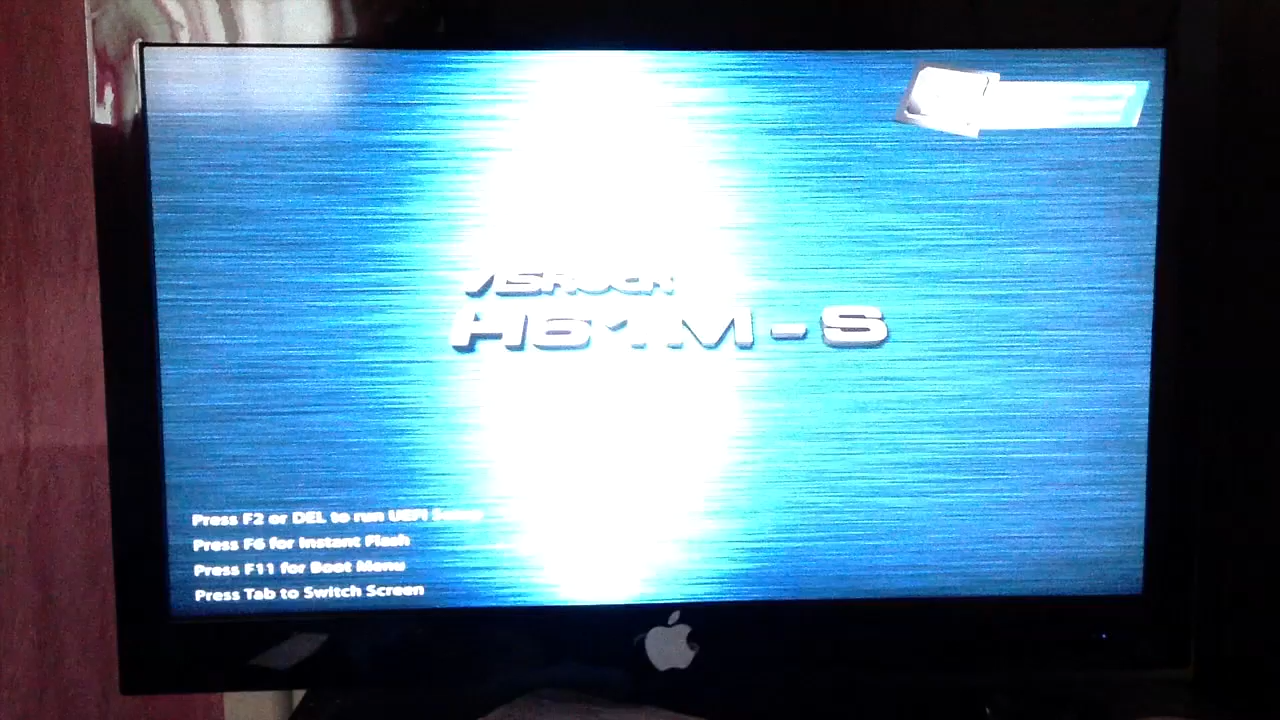 ASRock
H61M-S
Press F2 or DEL to run UEFI Setup
Press F6 for Instant Flash
Press F11 for Boot Menu
Press Tab to Switch Screen